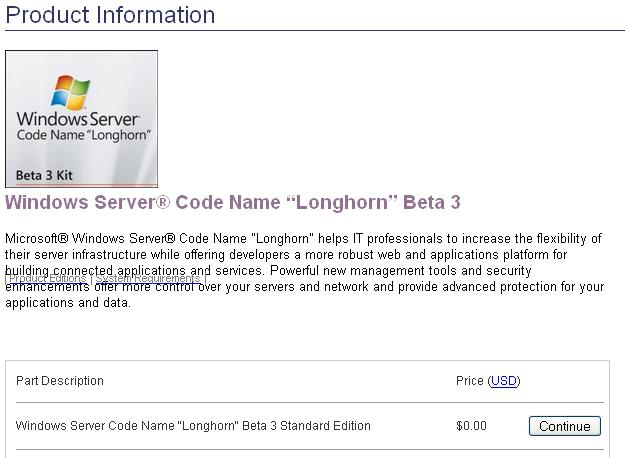 Product Information
Windows Server
Code Name "Longhorn"
Beta 3 Kit
Windows Server® Code Name “Longhorn” Beta 3
Microsoft® Windows Server® Code Name "Longhorn" helps IT professionals to increase the flexibility of
their server infrastructure while offering developers a more robust web and applications platform for
building connected applications and services. Powerful new management tools and security
Product Editions | System Requirements
enhancements offer more control over your servers and network and provide advanced protection for your
applications and data.
Part Description Price (USD)
Windows Server Code Name "Longhorn" Beta 3 Standard Edition $0.00 Continue